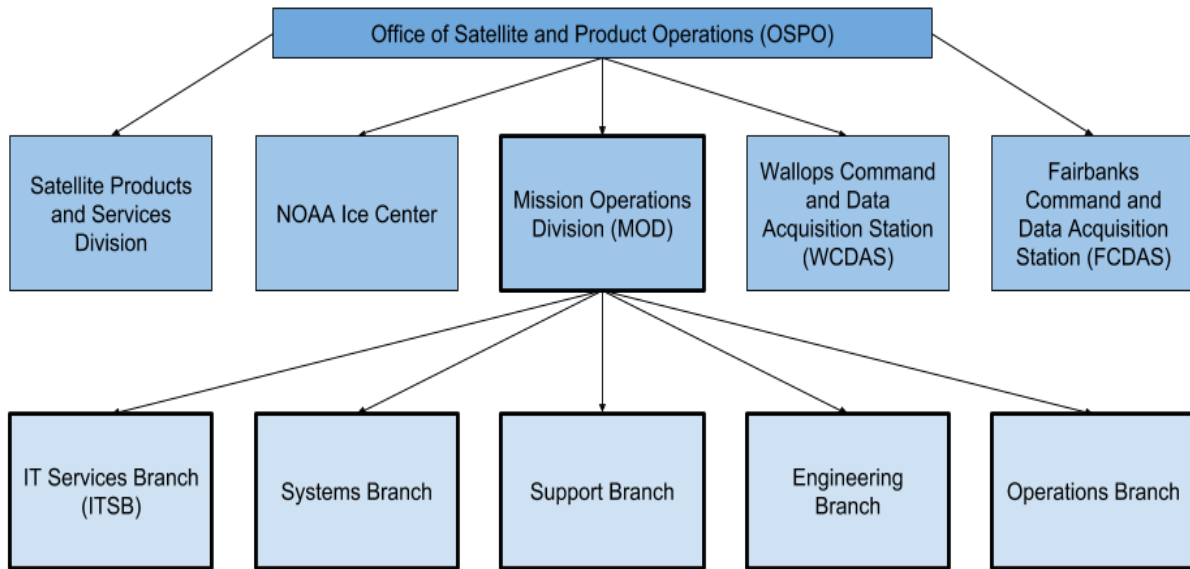 Office of Satellite and Product Operations (OSPO)
Satellite Products
and Services
Division
NOAA Ice Center
Mission Operations
Division (MOD)
Wallops Command
and Data
Acquisition Station
(WCDAS)
Fairbanks
Command and
Data Acquisition
Station (FCDAS)
IT Services Branch
(ITSB)
Systems Branch
Support Branch
Engineering
Branch
Operations Branch